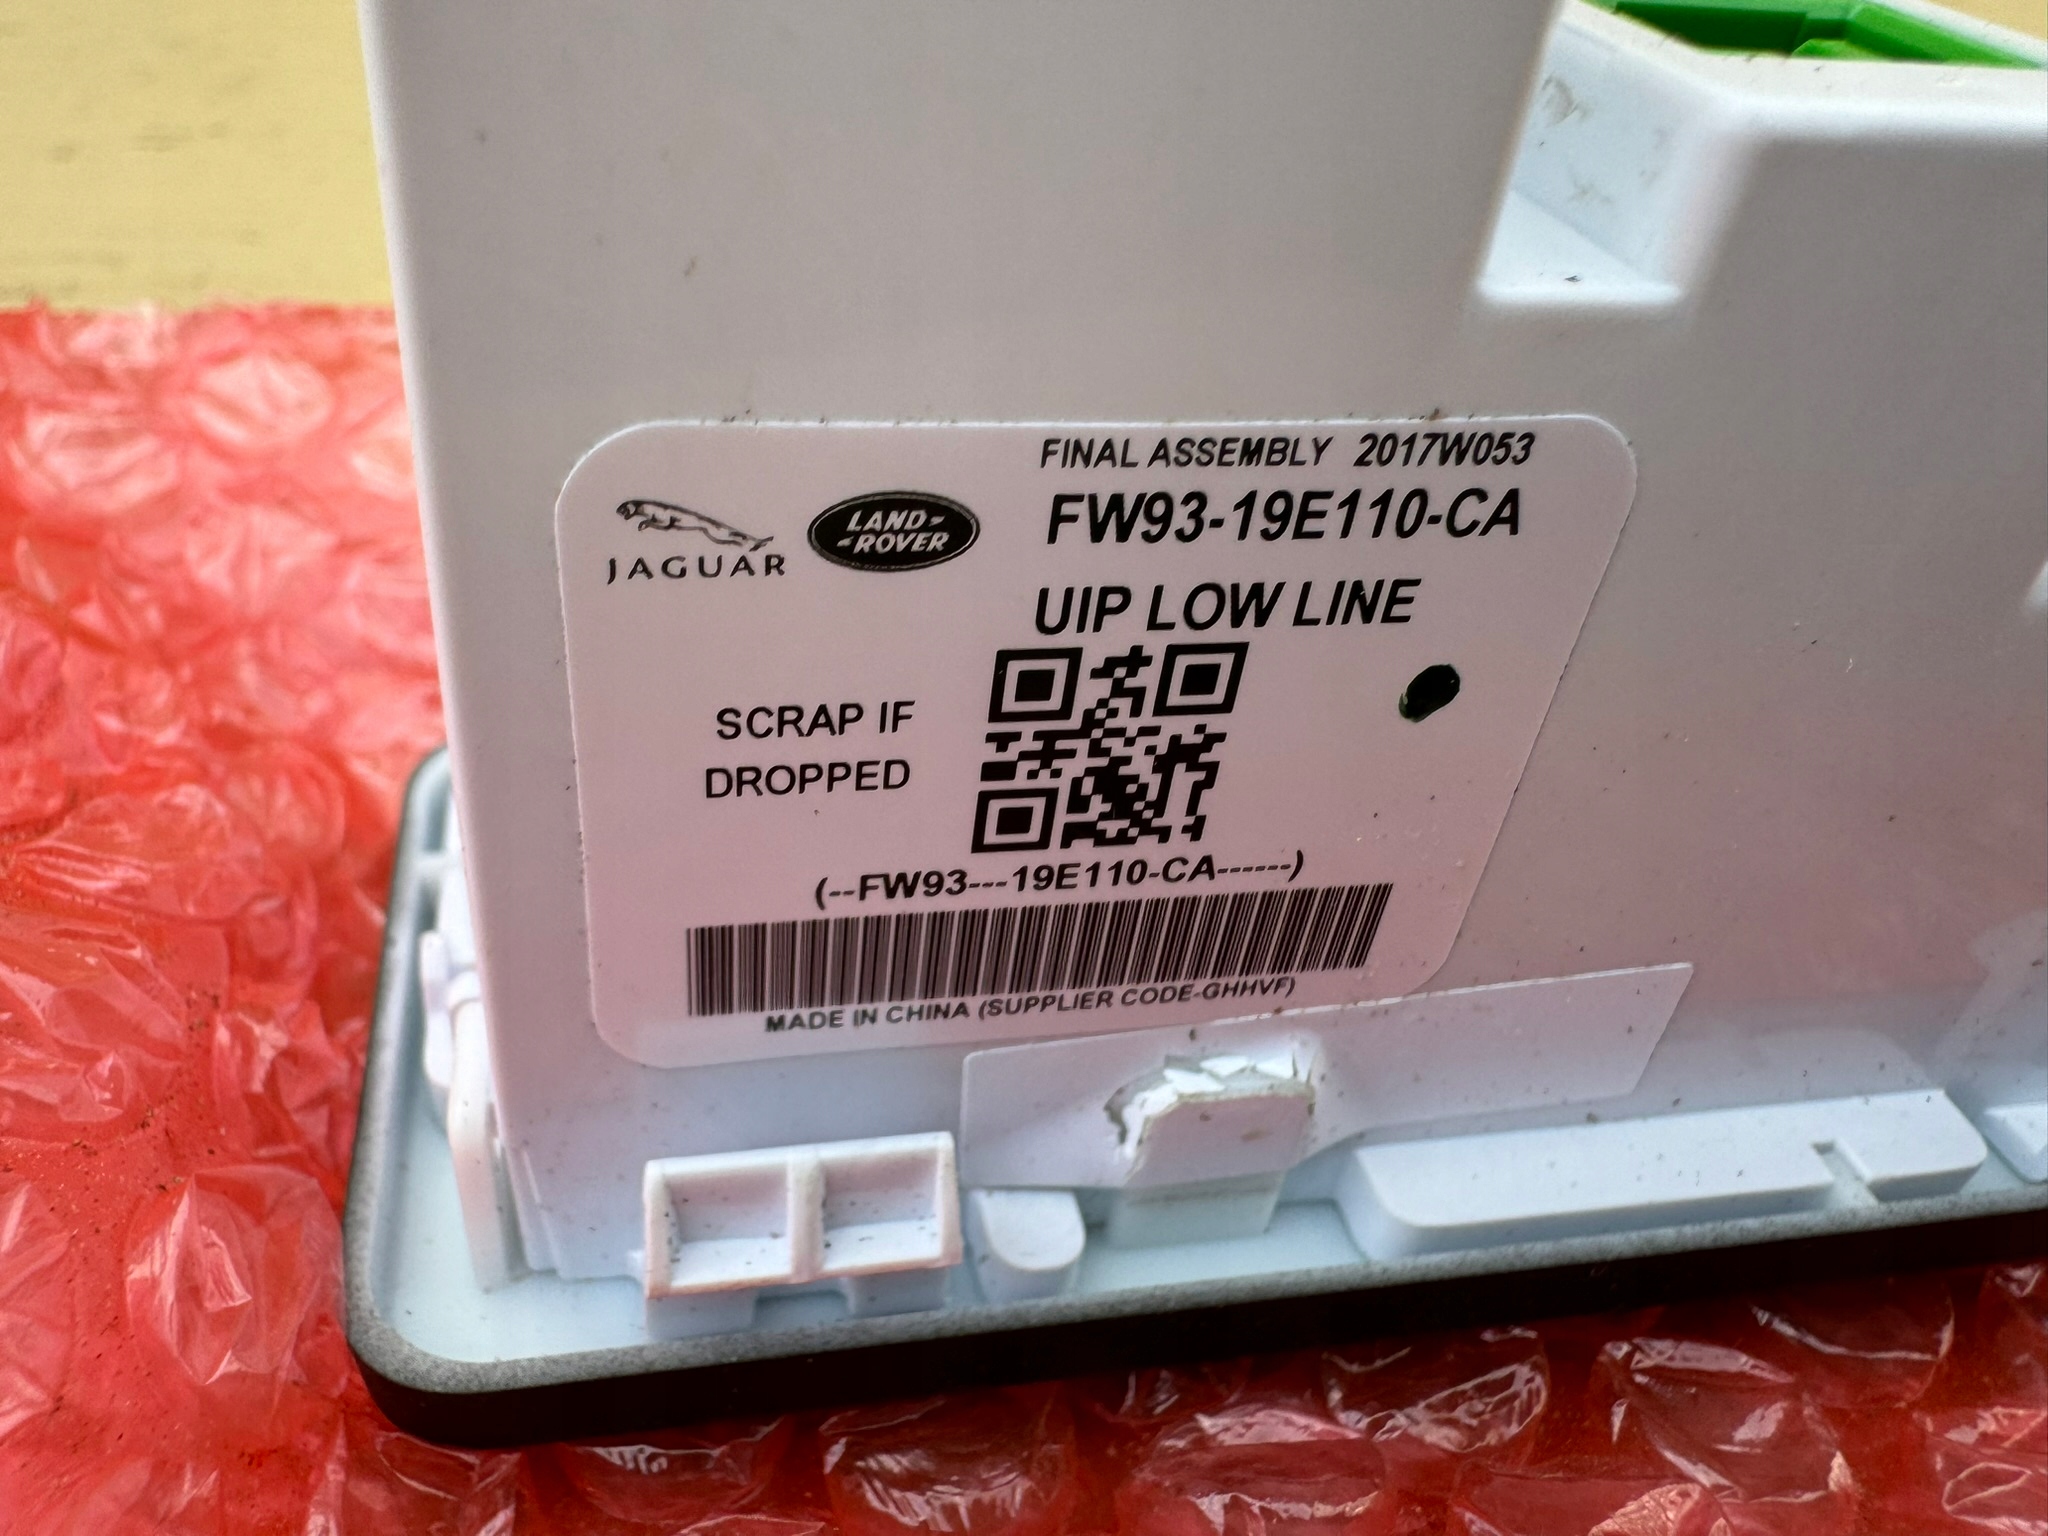 FINAL ASSEMBLY 2017W053
JAGUAR
LAND-
-ROVER
FW93-19E110-CA
UIP LOW LINE
SCRAP IF
DROPPED
(--FW93---19E110-CA------)
MADE IN CHINA (SUPPLIER CODE-GHHVF)